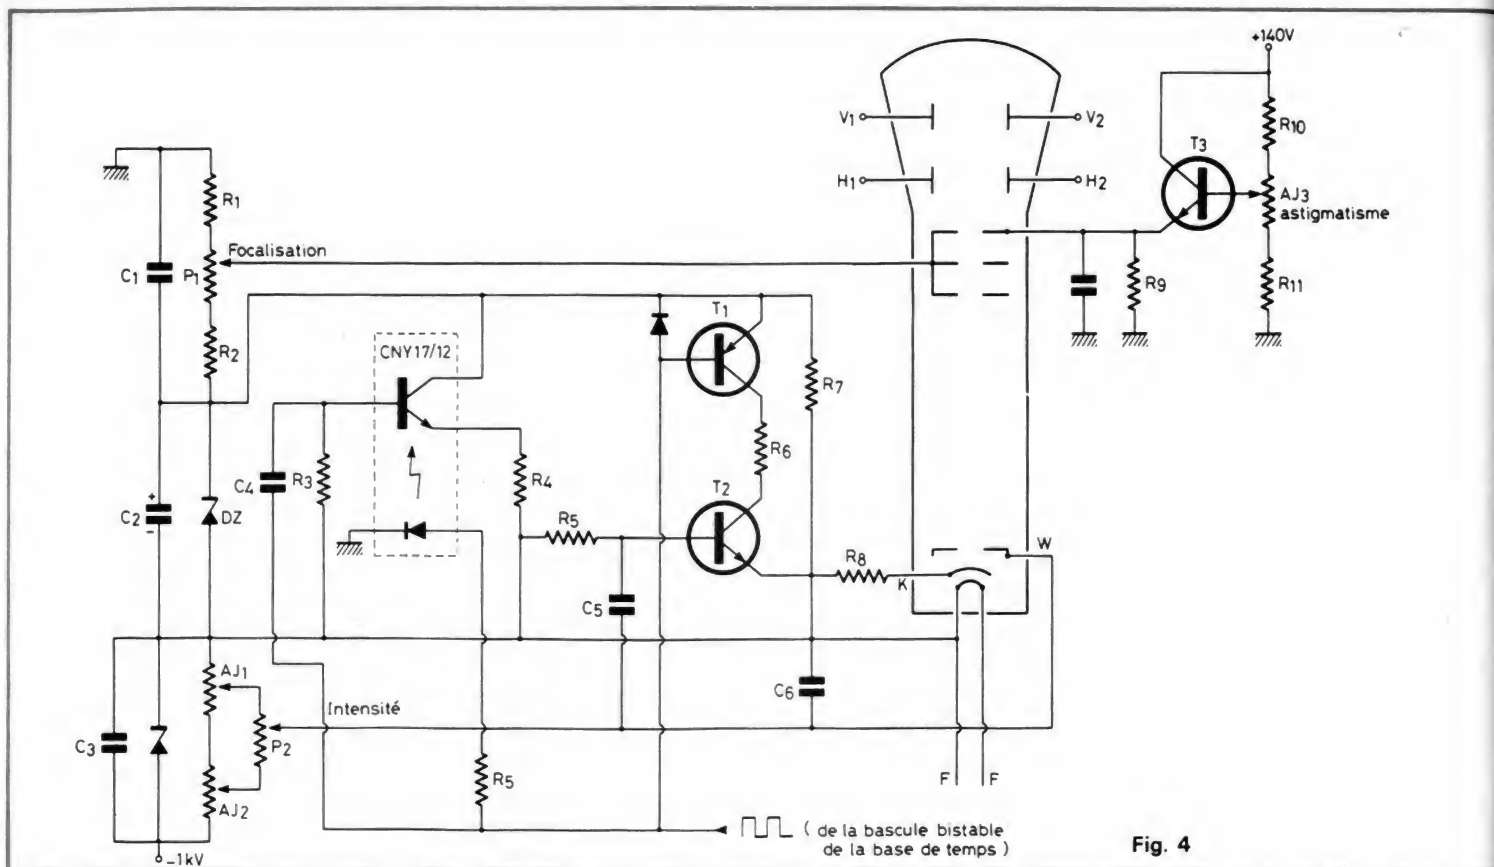 +140V
V1
V2
R10
T3
H1
H2
AJ3
astigmatisme
R1
Focalisation
C1
P1
R9
R11
T1
R2
CNY17/12
R7
R6
C4
R3
R4
T2
C2
+
–
DZ
R5
W
R8
K
C5
AJ1
C6
Intensité
C3
P2
R5
F
F
AJ2
( de la bascule bistable
de la base de temps )
–1kV
Fig. 4